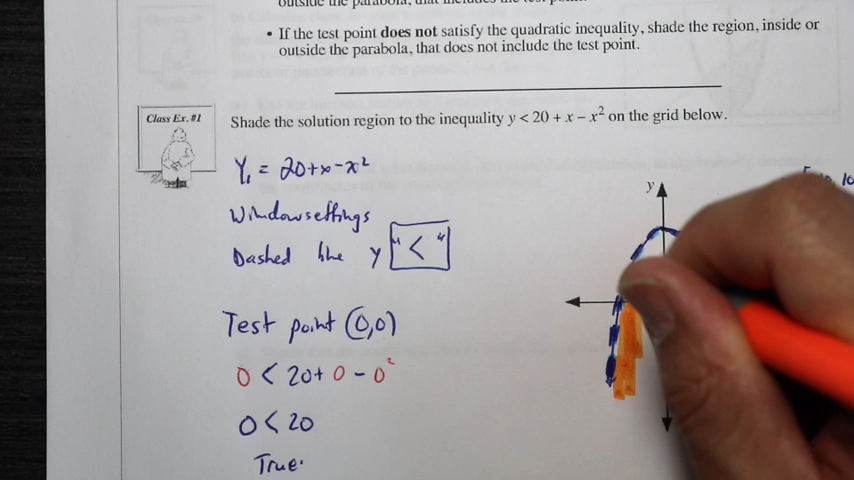 • If the test point does not satisfy the quadratic inequality, shade the region, inside or
outside the parabola, that does not include the test point.
Class Ex. #1
Shade the solution region to the inequality y < 20 + x − x² on the grid below.
Y₁ = 20+x-x²
Window settings
Dashed line y "<"
Test point (0,0)
0 < 20+0-0²
0 < 20
True.
y